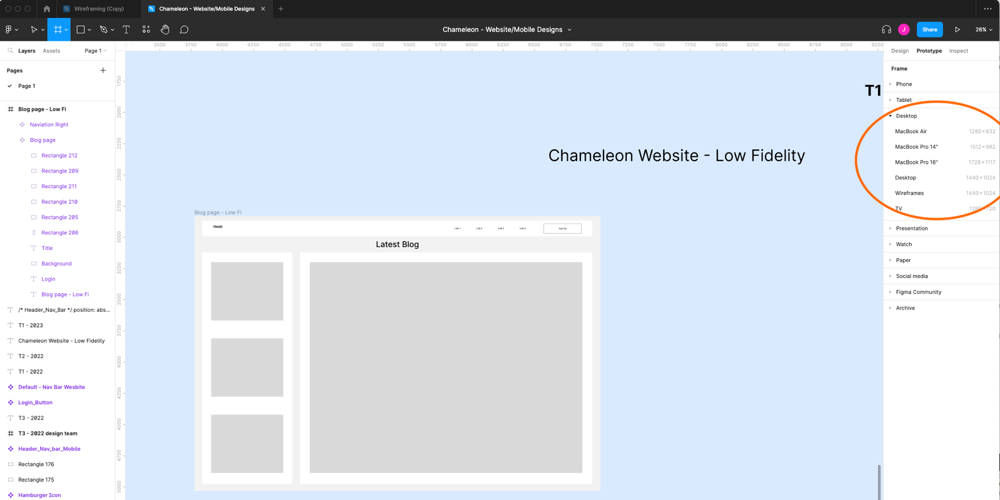 Wireframing (Copy)
Chameleon - Website/Mobile Designs
Chameleon - Website/Mobile Designs
J
Share
26%
Layers
Assets
Page 1
3500
3750
4000
4250
4500
4750
5000
5250
5500
5750
6000
6250
6500
6750
7000
7250
7500
7750
8000
8250
8500
8750
9000
9250
Design
Prototype
Inspect
Pages
Page 1
Blog page - Low Fi
Naviation Right
Blog page
Rectangle 212
Rectangle 209
Rectangle 211
Rectangle 210
Rectangle 205
Rectangle 206
Title
Background
Login
Blog page - Low Fi
/* Header_Nav_Bar */ position: abs...
T1 - 2023
Chameleon Website - Low Fidelity
T2 - 2022
T1 - 2022
Default - Nav Bar Wesbite
Login_Button
T3 - 2022
T3 - 2022 design team
Header_Nav_bar_Mobile
Rectangle 176
Rectangle 175
Hamburger Icon
1750
2000
2250
2500
2750
3000
3250
3500
3750
4000
4250
4500
4750
5000
T1
Chameleon Website - Low Fidelity
Blog page - Low Fi
TRADE
Link 1
Link 2
Link 3
Link 4
Sign Up
Latest Blog
Frame
Phone
Tablet
Desktop
MacBook Air 1280×832
MacBook Pro 14" 1512×982
MacBook Pro 16" 1728×1117
Desktop 1440×1024
Wireframes 1440×1024
TV 1280×720
Presentation
Watch
Paper
Social media
Figma Community
Archive